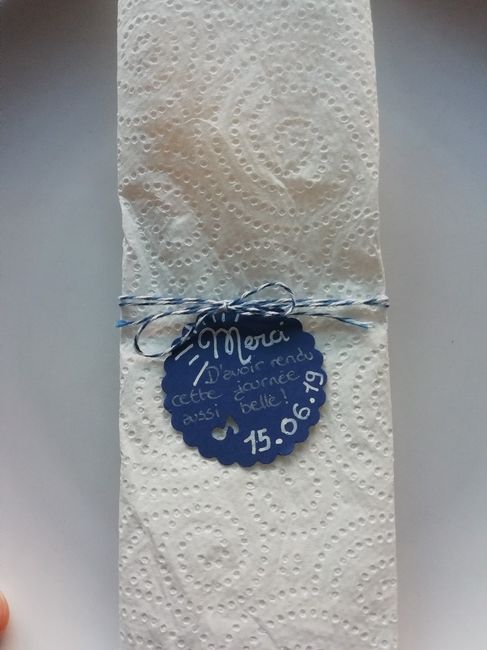 Merci
D'avoir rendu
cette journée
aussi belle!
15.06.19